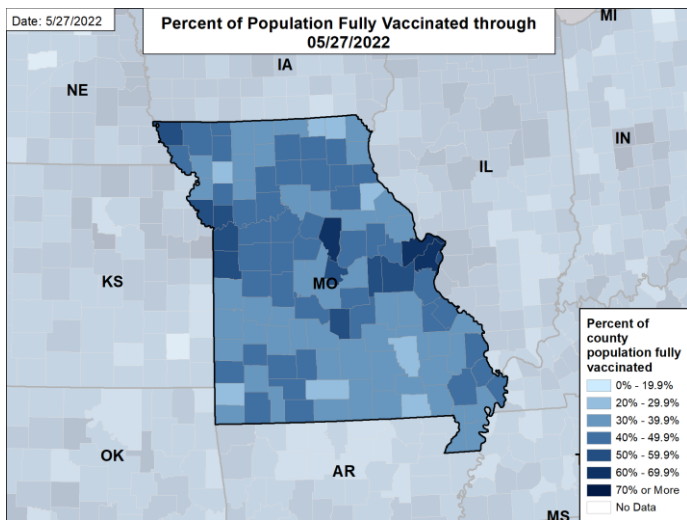 Date: 5/27/2022
Percent of Population Fully Vaccinated through
05/27/2022
MI
IA
NE
IN
IL
KS
MO
OK
AR
MS
Percent of
county
population fully
vaccinated
0% - 19.9%
20% - 29.9%
30% - 39.9%
40% - 49.9%
50% - 59.9%
60% - 69.9%
70% or More
No Data